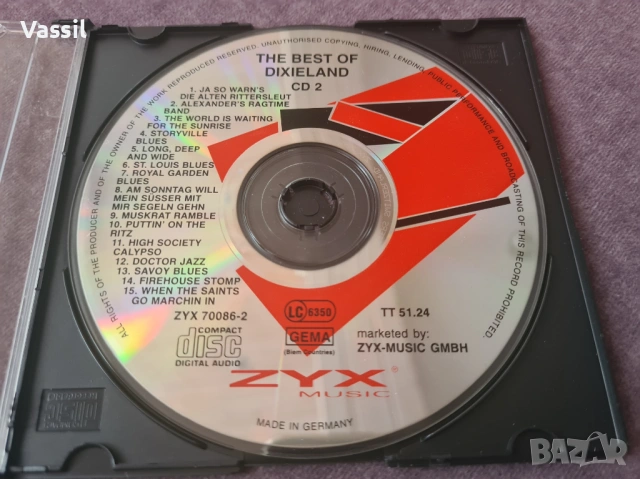 Vassil
ALL RIGHTS OF THE PRODUCER AND OF THE OWNER OF THE WORK REPRODUCED RESERVED. UNAUTHORISED COPYING, HIRING, LENDING, PUBLIC PERFORMANCE AND BROADCASTING OF THIS RECORD PROHIBITED.
THE BEST OF
DIXIELAND
CD 2
1. JA SO WARN'S
DIE ALTEN RITTERSLEUT
2. ALEXANDER'S RAGTIME
BAND
3. THE WORLD IS WAITING
FOR THE SUNRISE
4. STORYVILLE
BLUES
5. LONG, DEEP
AND WIDE
6. ST. LOUIS BLUES
7. ROYAL GARDEN
BLUES
8. AM SONNTAG WILL
MEIN SÜSSER MIT
MIR SEGELN GEHN
9. MUSKRAT RAMBLE
10. PUTTIN' ON THE
RITZ
11. HIGH SOCIETY
CALYPSO
12. DOCTOR JAZZ
13. SAVOY BLUES
14. FIREHOUSE STOMP
15. WHEN THE SAINTS
GO MARCHIN IN
ZYX 70086-2
LC 6350
TT 51.24
COMPACT
disc
DIGITAL AUDIO
GEMA
(Biem Countries)
marketed by:
ZYX-MUSIC GMBH
ZYX®
MUSIC
MADE IN GERMANY
BAZAR